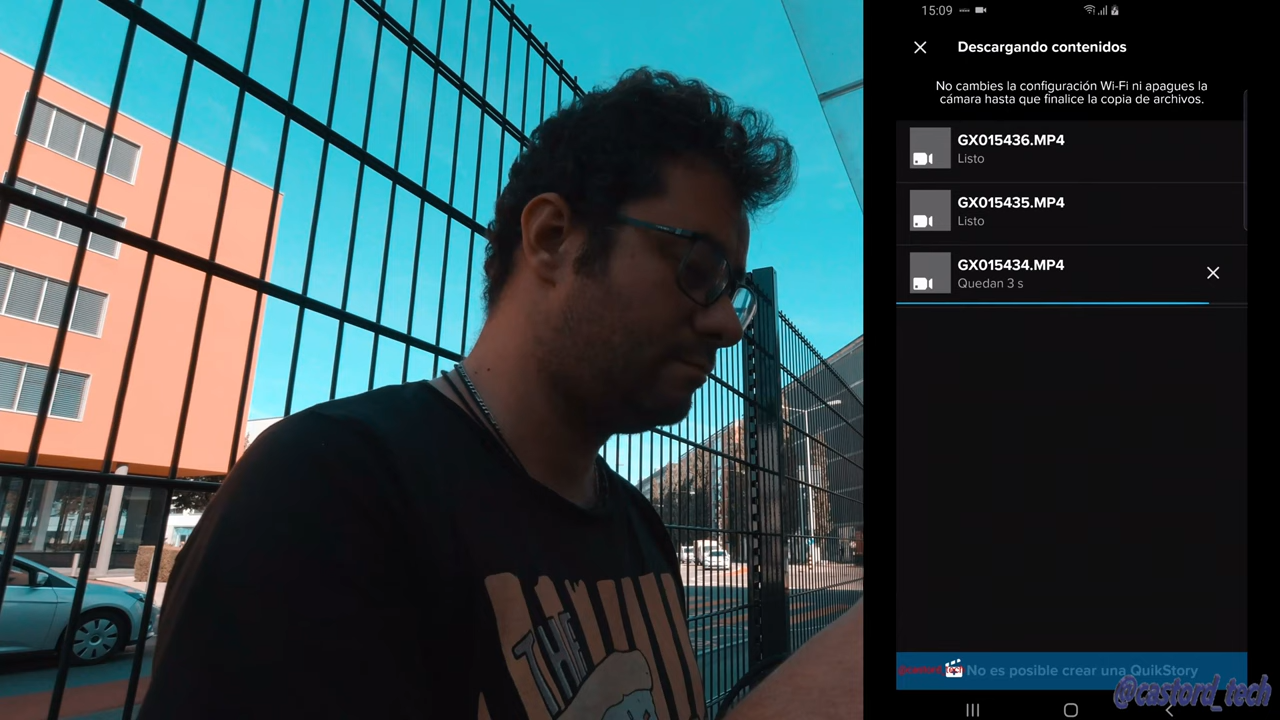 15:09
Descargando contenidos
No cambies la configuración Wi-Fi ni apagues la
cámara hasta que finalice la copia de archivos.
GX015436.MP4
Listo
GX015435.MP4
Listo
GX015434.MP4
Quedan 3 s
No es posible crear una QuikStory
@castord_tech
THE